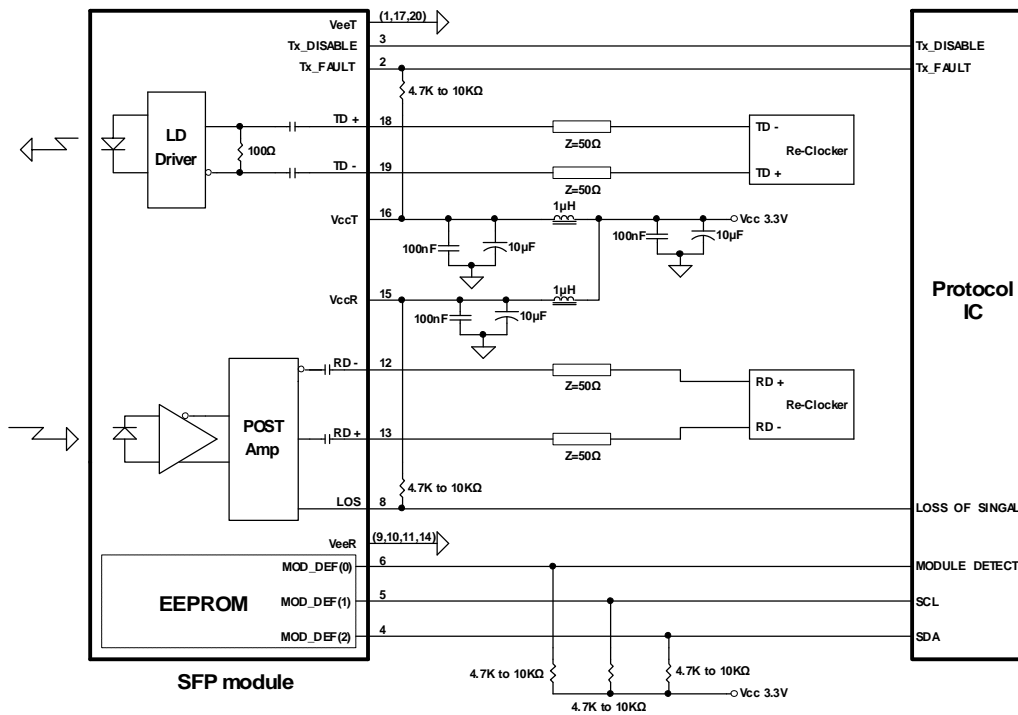 VeeT (1,17,20)
Tx_DISABLE 3 Tx_DISABLE
Tx_FAULT 2 Tx_FAULT
4.7K to 10KΩ
LD
Driver
100Ω
TD + 18 TD -
Z=50Ω
Re-Clocker
TD - 19 TD +
Z=50Ω
VccT 16 1µH Vcc 3.3V
100nF 10µF 100nF 10µF
VccR 15 1µH
100nF 10µF
Protocol
IC
RD - 12
Z=50Ω
RD +
Re-Clocker
RD -
POST
Amp
RD + 13
Z=50Ω
4.7K to 10KΩ
LOS 8 LOSS OF SINGAL
VeeR (9,10,11,14)
MOD_DEF(0) 6 MODULE DETECT
EEPROM
MOD_DEF(1) 5 SCL
MOD_DEF(2) 4 SDA
4.7K to 10KΩ 4.7K to 10KΩ
SFP module
Vcc 3.3V
4.7K to 10KΩ